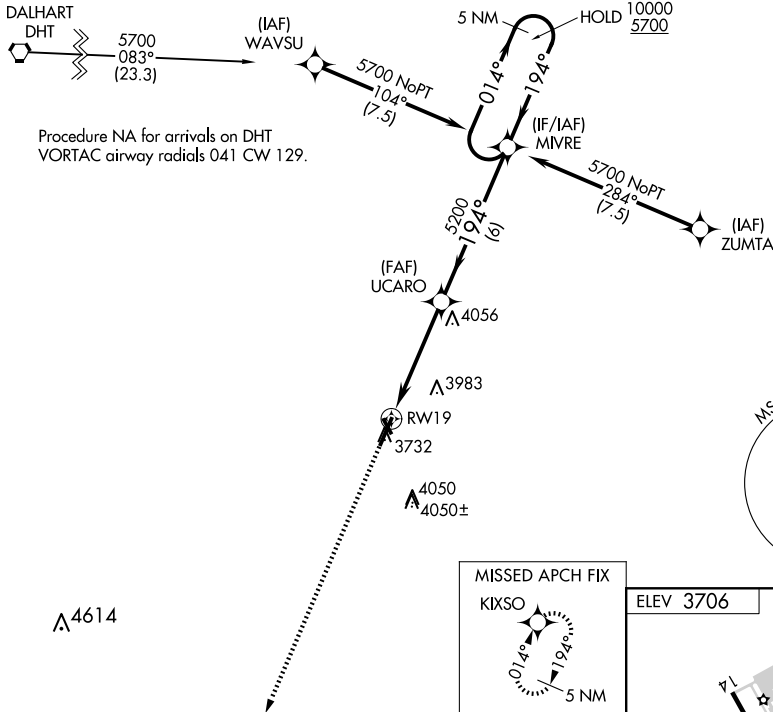 DALHART
DHT
5700
083°
(23.3)
(IAF)
WAVSU
5700 NoPT
104°
(7.5)
5 NM
HOLD
10000
5700
014°
194°
(IF/IAF)
MIVRE
Procedure NA for arrivals on DHT
VORTAC airway radials 041 CW 129.
5700 NoPT
284°
(7.5)
(IAF)
ZUMTA
5200
194°
(6)
(FAF)
UCARO
4056
3983
RW19
3732
4050
4050±
4614
MS
MISSED APCH FIX
KIXSO
014°
194°
5 NM
ELEV 3706
14